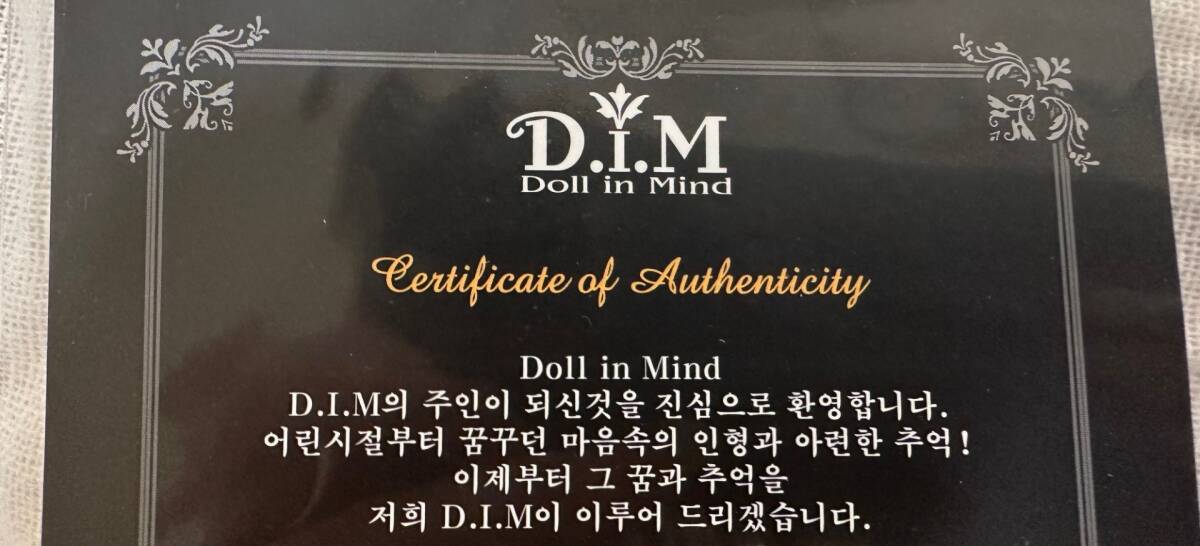 D.I.M
Doll in Mind
Certificate of Authenticity
Doll in Mind
D.I.M의 주인이 되신것을 진심으로 환영합니다.
어린시절부터 꿈꾸던 마음속의 인형과 아련한 추억!
이제부터 그 꿈과 추억을
저희 D.I.M이 이루어 드리겠습니다.